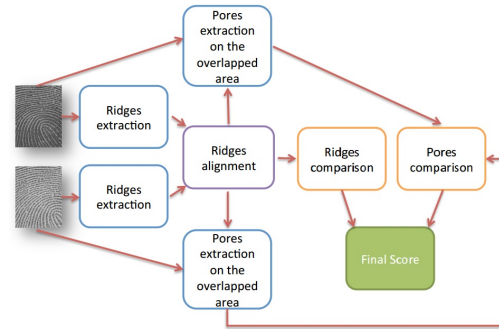 Pores
extraction
on the
overlapped
area
Ridges
extraction
Ridges
alignment
Ridges
comparison
Pores
comparison
Ridges
extraction
Pores
extraction
on the
overlapped
area
Final Score